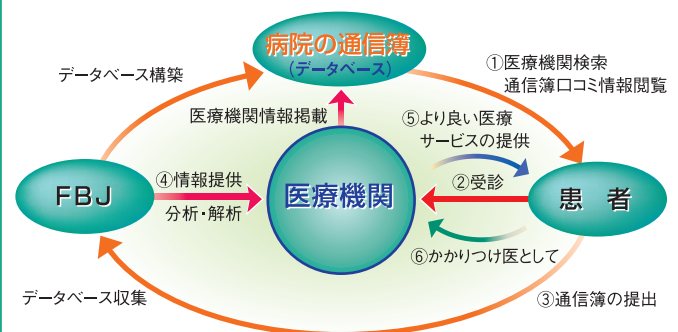 病院の通信簿
(データベース)
データベース構築
①医療機関検索
通信簿口コミ情報閲覧
医療機関情報掲載
⑤より良い医療
サービスの提供
FBJ
④情報提供
分析・解析
医療機関
②受診
患　者
⑥かかりつけ医として
データベース収集
③通信簿の提出